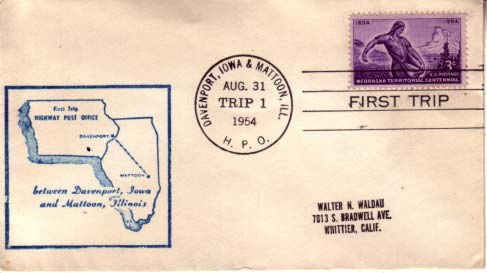 1854 1954
NEBRASKA TERRITORIAL CENTENNIAL
3¢
U.S. POSTAGE
DAVENPORT, IOWA & MATTOON, ILL.
AUG. 31
TRIP 1
1954
H. P. O.
FIRST TRIP
First Trip
HIGHWAY POST OFFICE
DAVENPORT
MATTOON
between Davenport, Iowa
and Mattoon, Illinois
WALTER N. WALDAU
7013 S. BRADWELL AVE.
WHITTIER, CALIF.